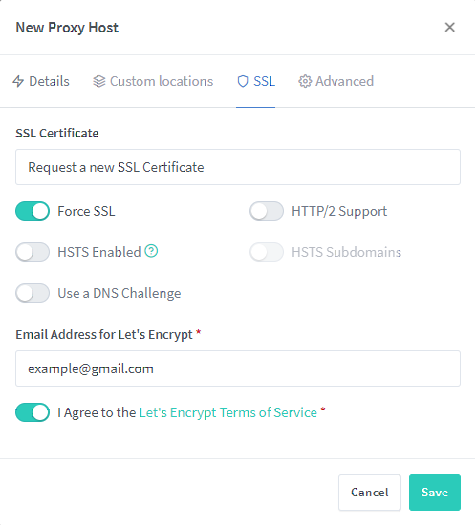 New Proxy Host
Details Custom locations SSL Advanced
SSL Certificate
Request a new SSL Certificate
Force SSL HTTP/2 Support
HSTS Enabled ? HSTS Subdomains
Use a DNS Challenge
Email Address for Let's Encrypt *
example@gmail.com
I Agree to the Let's Encrypt Terms of Service *
Cancel Save